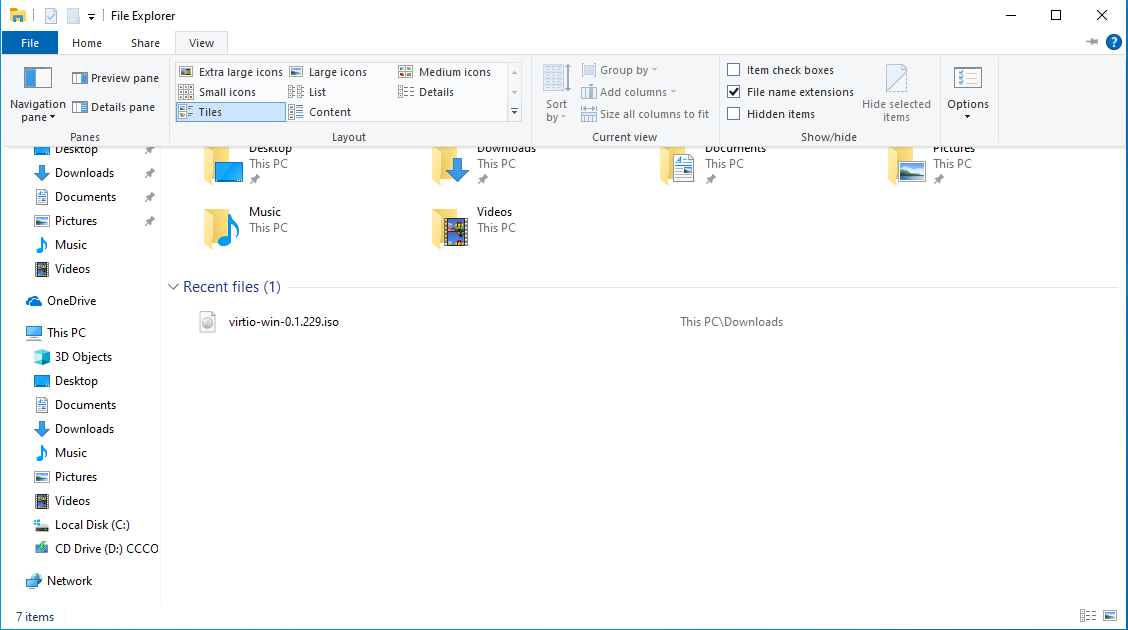 File Explorer
File Home Share View
Navigation pane
Preview pane
Details pane
Panes
Extra large icons Large icons Medium icons
Small icons List Details
Tiles Content
Layout
Sort by
Group by
Add columns
Size all columns to fit
Current view
Item check boxes
File name extensions
Hidden items
Hide selected items
Show/hide
Options
Desktop
Downloads
Documents
Pictures
Music
Videos
OneDrive
This PC
3D Objects
Desktop
Documents
Downloads
Music
Pictures
Videos
Local Disk (C:)
CD Drive (D:) CCCO
Network
Desktop
This PC
Downloads
This PC
Documents
This PC
Pictures
This PC
Music
This PC
Videos
This PC
Recent files (1)
virtio-win-0.1.229.iso This PC\Downloads
7 items